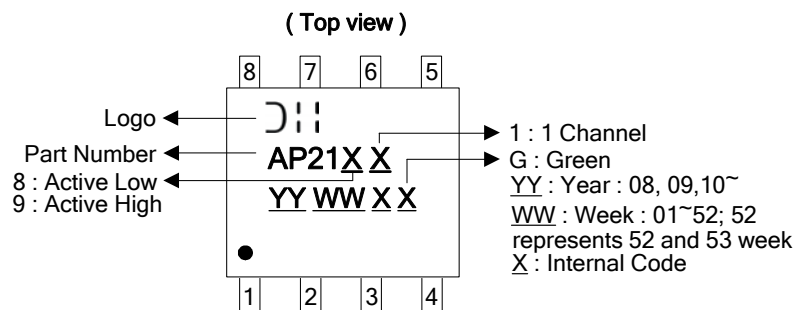 ( Top view )
8 7 6 5
Logo
Part Number
8 : Active Low
9 : Active High
AP21X X
YY WW X X
1 : 1 Channel
G : Green
YY : Year : 08, 09,10~
WW : Week : 01~52; 52
represents 52 and 53 week
X : Internal Code
1 2 3 4